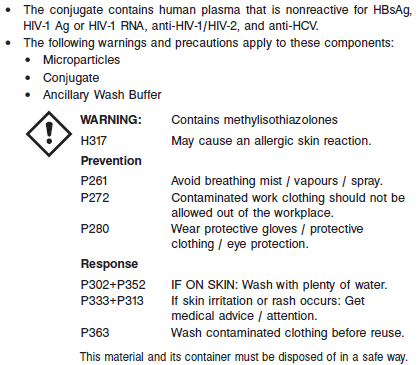 • The conjugate contains human plasma that is nonreactive for HBsAg,
HIV-1 Ag or HIV-1 RNA, anti-HIV-1/HIV-2, and anti-HCV.
• The following warnings and precautions apply to these components:
• Microparticles
• Conjugate
• Ancillary Wash Buffer
WARNING: Contains methylisothiazolones
H317 May cause an allergic skin reaction.
Prevention
P261 Avoid breathing mist / vapours / spray.
P272 Contaminated work clothing should not be
allowed out of the workplace.
P280 Wear protective gloves / protective
clothing / eye protection.
Response
P302+P352 IF ON SKIN: Wash with plenty of water.
P333+P313 If skin irritation or rash occurs: Get
medical advice / attention.
P363 Wash contaminated clothing before reuse.
This material and its container must be disposed of in a safe way.